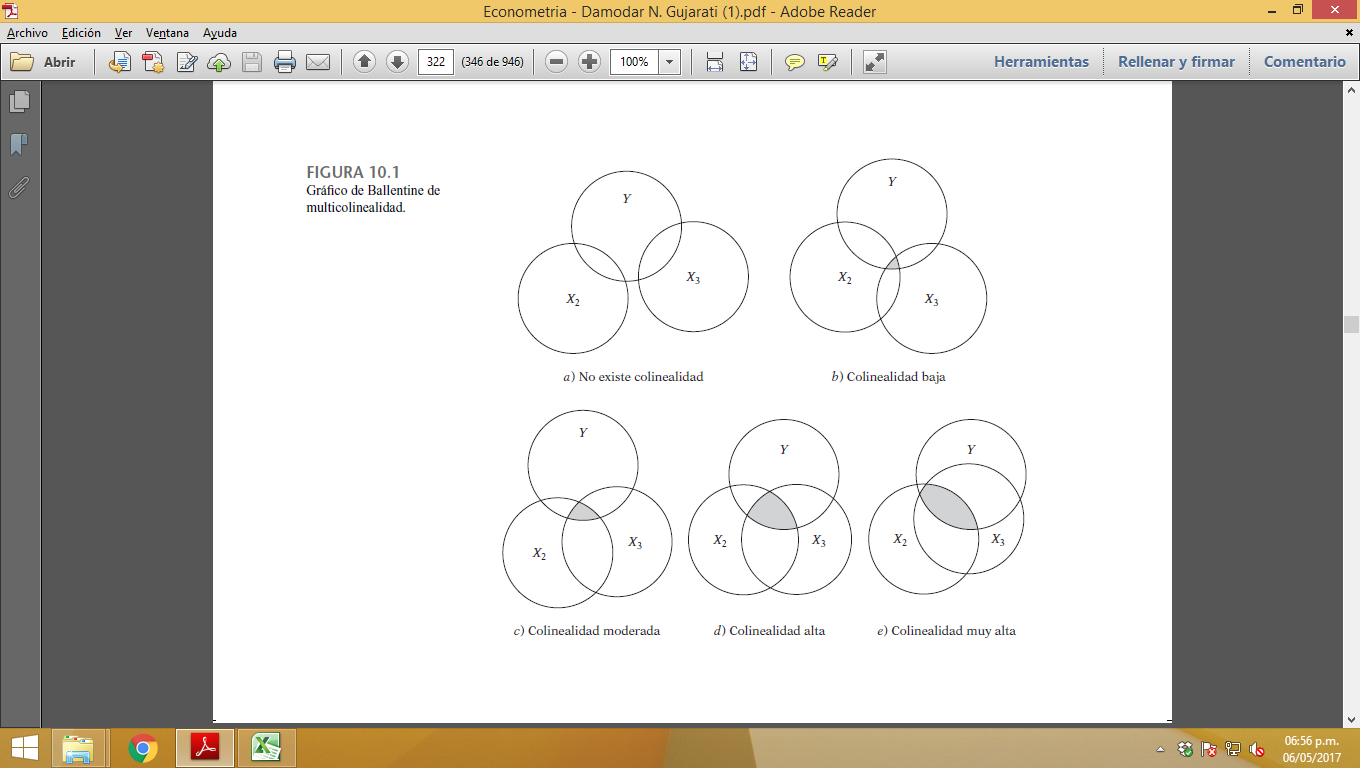 Econometria - Damodar N. Gujarati (1).pdf - Adobe Reader
Archivo Edición Ver Ventana Ayuda
Abrir 322 (346 de 946) 100% Herramientas Rellenar y firmar Comentario
FIGURA 10.1
Gráfico de Ballentine de
multicolinealidad.
Y
X2
X3
a) No existe colinealidad
Y
X2
X3
b) Colinealidad baja
Y
X2
X3
c) Colinealidad moderada
Y
X2
X3
d) Colinealidad alta
Y
X2
X3
e) Colinealidad muy alta
06:56 p.m.
06/05/2017